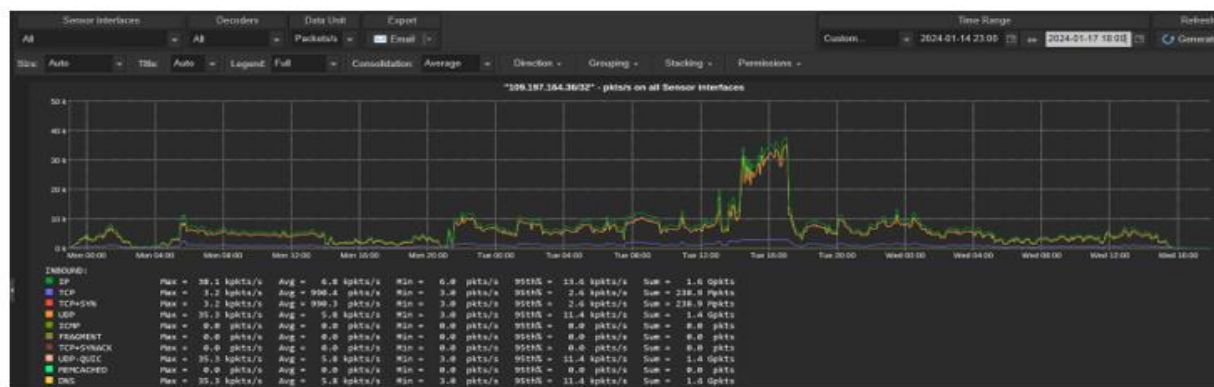 Sensor Interfaces Decoders Data Unit Export Time Range Refresh
All All Packets/s Email Custom... 2024-01-14 23:00 2024-01-17 18:00 Generat
Size: Auto Title: Auto Legend: Full Consolidation: Average Direction Grouping Stacking Permissions
"109.197.164.36/32" - pkts/s on all Sensor Interfaces
50 k
40 k
30 k
20 k
10 k
0 k
Mon 00:00 Mon 04:00 Mon 08:00 Mon 12:00 Mon 16:00 Mon 20:00 Tue 00:00 Tue 04:00 Tue 08:00 Tue 12:00 Tue 16:00 Tue 20:00 Wed 00:00 Wed 04:00 Wed 08:00 Wed 12:00 Wed 16:00
INBOUND:
IP Max = 38.1 kpkts/s Avg = 6.8 kpkts/s Min = 6.0 pkts/s 95th% = 13.6 kpkts/s Sum = 1.6 Gpkts
TCP Max = 3.2 kpkts/s Avg = 990.4 pkts/s Min = 3.0 pkts/s 95th% = 2.6 kpkts/s Sum = 238.9 Mpkts
TCP+SYN Max = 3.2 kpkts/s Avg = 990.3 pkts/s Min = 3.0 pkts/s 95th% = 2.6 kpkts/s Sum = 238.9 Mpkts
UDP Max = 35.3 kpkts/s Avg = 5.8 kpkts/s Min = 3.0 pkts/s 95th% = 11.4 kpkts/s Sum = 1.4 Gpkts
ICMP Max = 0.0 pkts/s Avg = 0.0 pkts/s Min = 0.0 pkts/s 95th% = 0.0 pkts/s Sum = 0.0 pkts
FRAGMENT Max = 0.0 pkts/s Avg = 0.0 pkts/s Min = 0.0 pkts/s 95th% = 0.0 pkts/s Sum = 0.0 pkts
TCP+SYNACK Max = 0.0 pkts/s Avg = 0.0 pkts/s Min = 0.0 pkts/s 95th% = 0.0 pkts/s Sum = 0.0 pkts
UDP-QUIC Max = 35.3 kpkts/s Avg = 5.8 kpkts/s Min = 3.0 pkts/s 95th% = 11.4 kpkts/s Sum = 1.4 Gpkts
MEMCACHED Max = 0.0 pkts/s Avg = 0.0 pkts/s Min = 0.0 pkts/s 95th% = 0.0 pkts/s Sum = 0.0 pkts
DNS Max = 35.3 kpkts/s Avg = 5.8 kpkts/s Min = 3.0 pkts/s 95th% = 11.4 kpkts/s Sum = 1.4 Gpkts